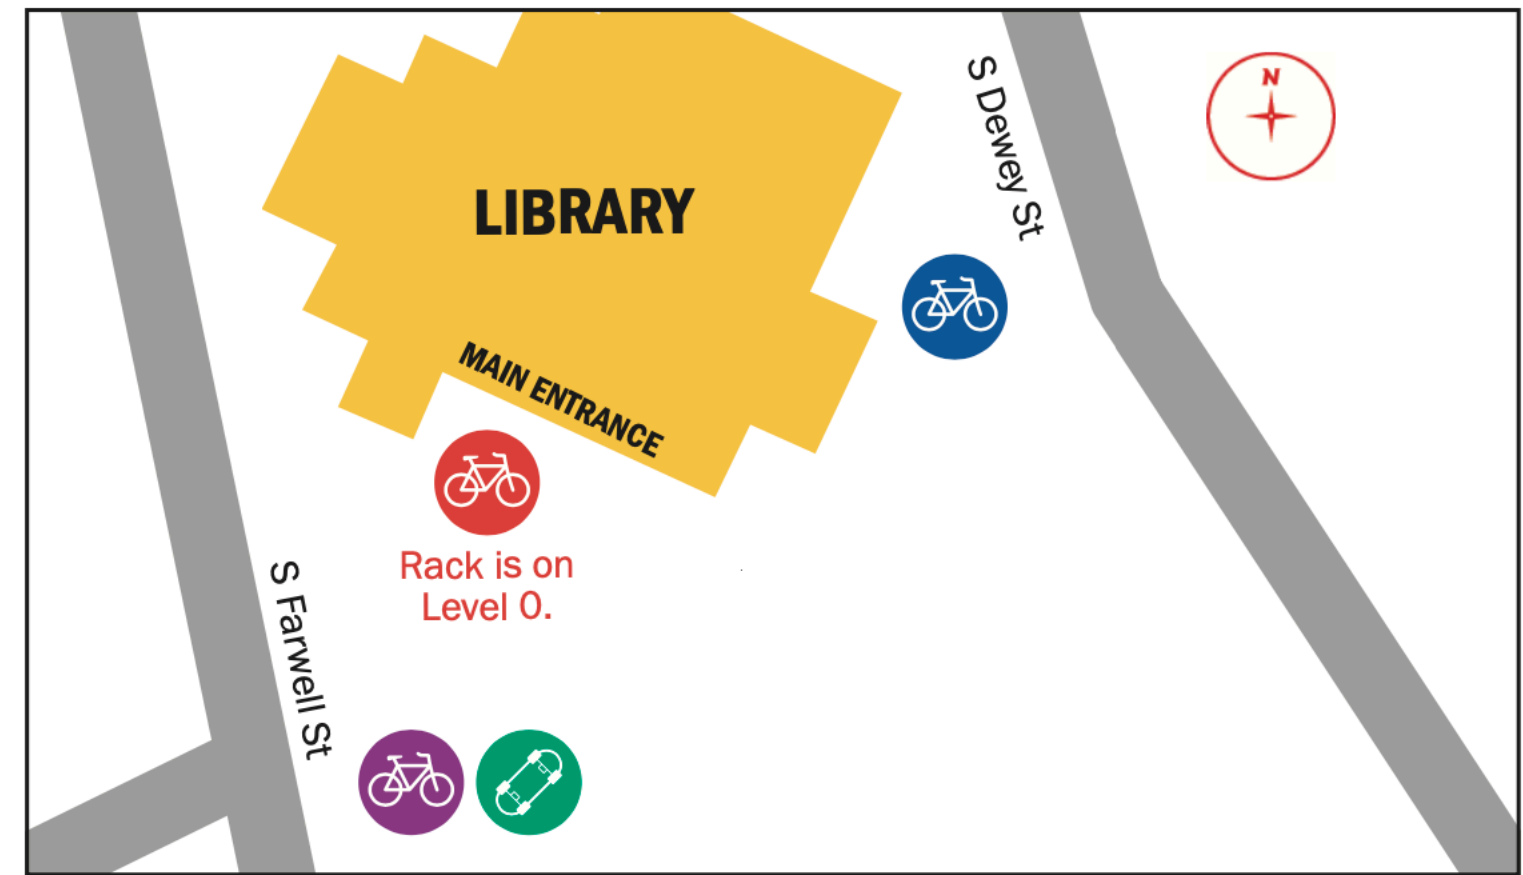 S Dewey St
N
LIBRARY
MAIN ENTRANCE
Rack is on
Level 0.
S Farwell St